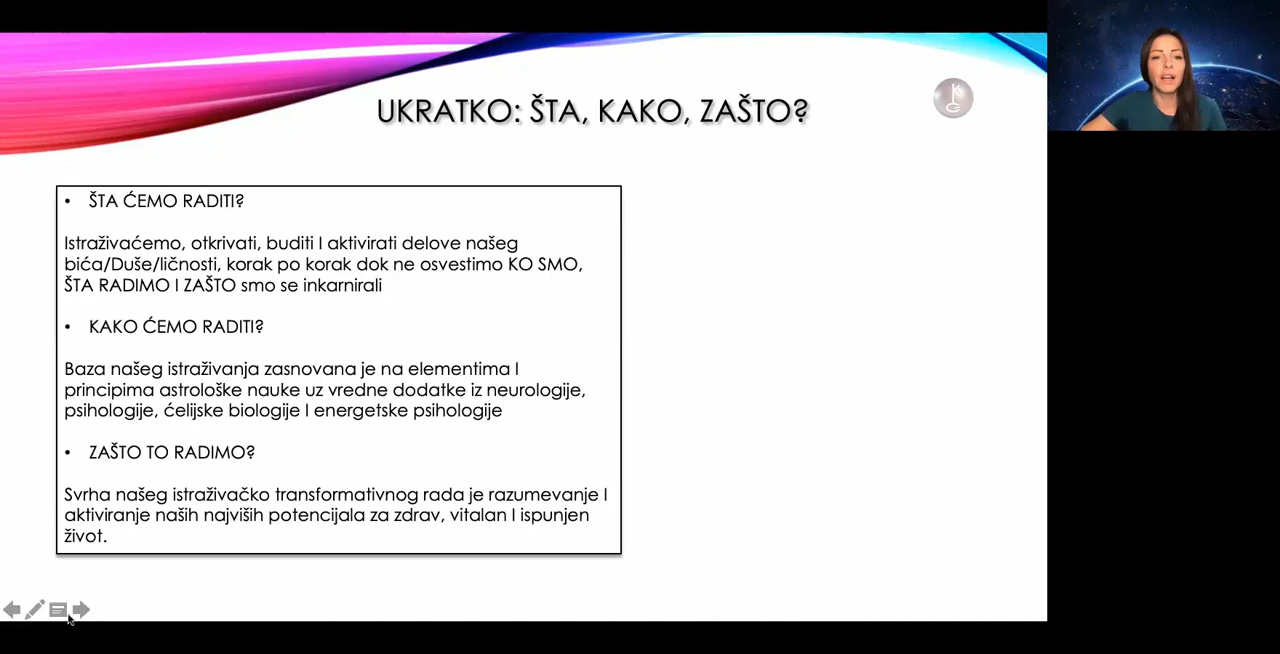 UKRATKO: ŠTA, KAKO, ZAŠTO?
• ŠTA ĆEMO RADITI?
Istraživaćemo, otkrivati, buditi I aktivirati delove našeg
bića/Duše/ličnosti, korak po korak dok ne osvestimo KO SMO,
ŠTA RADIMO I ZAŠTO smo se inkarnirali
• KAKO ĆEMO RADITI?
Baza našeg istraživanja zasnovana je na elementima I
principima astrološke nauke uz vredne dodatke iz neurologije,
psihologije, ćelijske biologije I energetske psihologije
• ZAŠTO TO RADIMO?
Svrha našeg istraživačko transformativnog rada je razumevanje I
aktiviranje naših najviših potencijala za zdrav, vitalan I ispunjen
život.